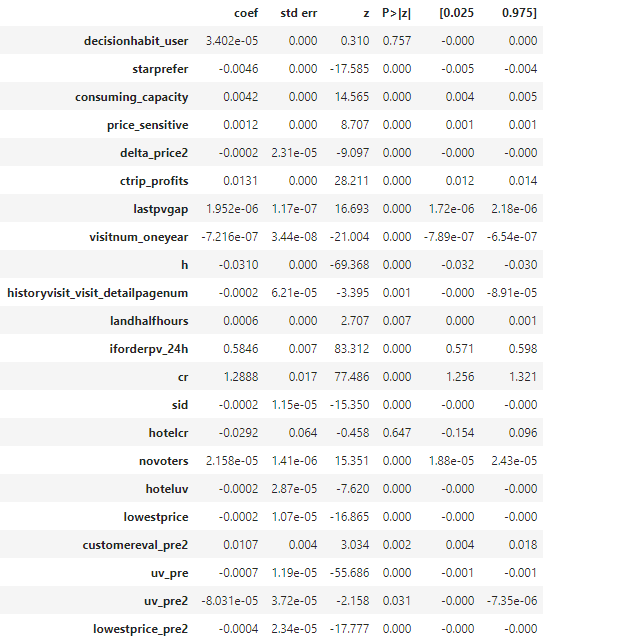 coef std err z P>|z| [0.025 0.975]
decisionhabit_user 3.402e-05 0.000 0.310 0.757 -0.000 0.000
starprefer -0.0046 0.000 -17.585 0.000 -0.005 -0.004
consuming_capacity 0.0042 0.000 14.565 0.000 0.004 0.005
price_sensitive 0.0012 0.000 8.707 0.000 0.001 0.001
delta_price2 -0.0002 2.31e-05 -9.097 0.000 -0.000 -0.000
ctrip_profits 0.0131 0.000 28.211 0.000 0.012 0.014
lastpvgap 1.952e-06 1.17e-07 16.693 0.000 1.72e-06 2.18e-06
visitnum_oneyear -7.216e-07 3.44e-08 -21.004 0.000 -7.89e-07 -6.54e-07
h -0.0310 0.000 -69.368 0.000 -0.032 -0.030
historyvisit_visit_detailpagenum -0.0002 6.21e-05 -3.395 0.001 -0.000 -8.91e-05
landhalfhours 0.0006 0.000 2.707 0.007 0.000 0.001
iforderpv_24h 0.5846 0.007 83.312 0.000 0.571 0.598
cr 1.2888 0.017 77.486 0.000 1.256 1.321
sid -0.0002 1.15e-05 -15.350 0.000 -0.000 -0.000
hotelcr -0.0292 0.064 -0.458 0.647 -0.154 0.096
novoters 2.158e-05 1.41e-06 15.351 0.000 1.88e-05 2.43e-05
hoteluv -0.0002 2.87e-05 -7.620 0.000 -0.000 -0.000
lowestprice -0.0002 1.07e-05 -16.865 0.000 -0.000 -0.000
customereval_pre2 0.0107 0.004 3.034 0.002 0.004 0.018
uv_pre -0.0007 1.19e-05 -55.686 0.000 -0.001 -0.001
uv_pre2 -8.031e-05 3.72e-05 -2.158 0.031 -0.000 -7.35e-06
lowestprice_pre2 -0.0004 2.34e-05 -17.777 0.000 -0.000 -0.000